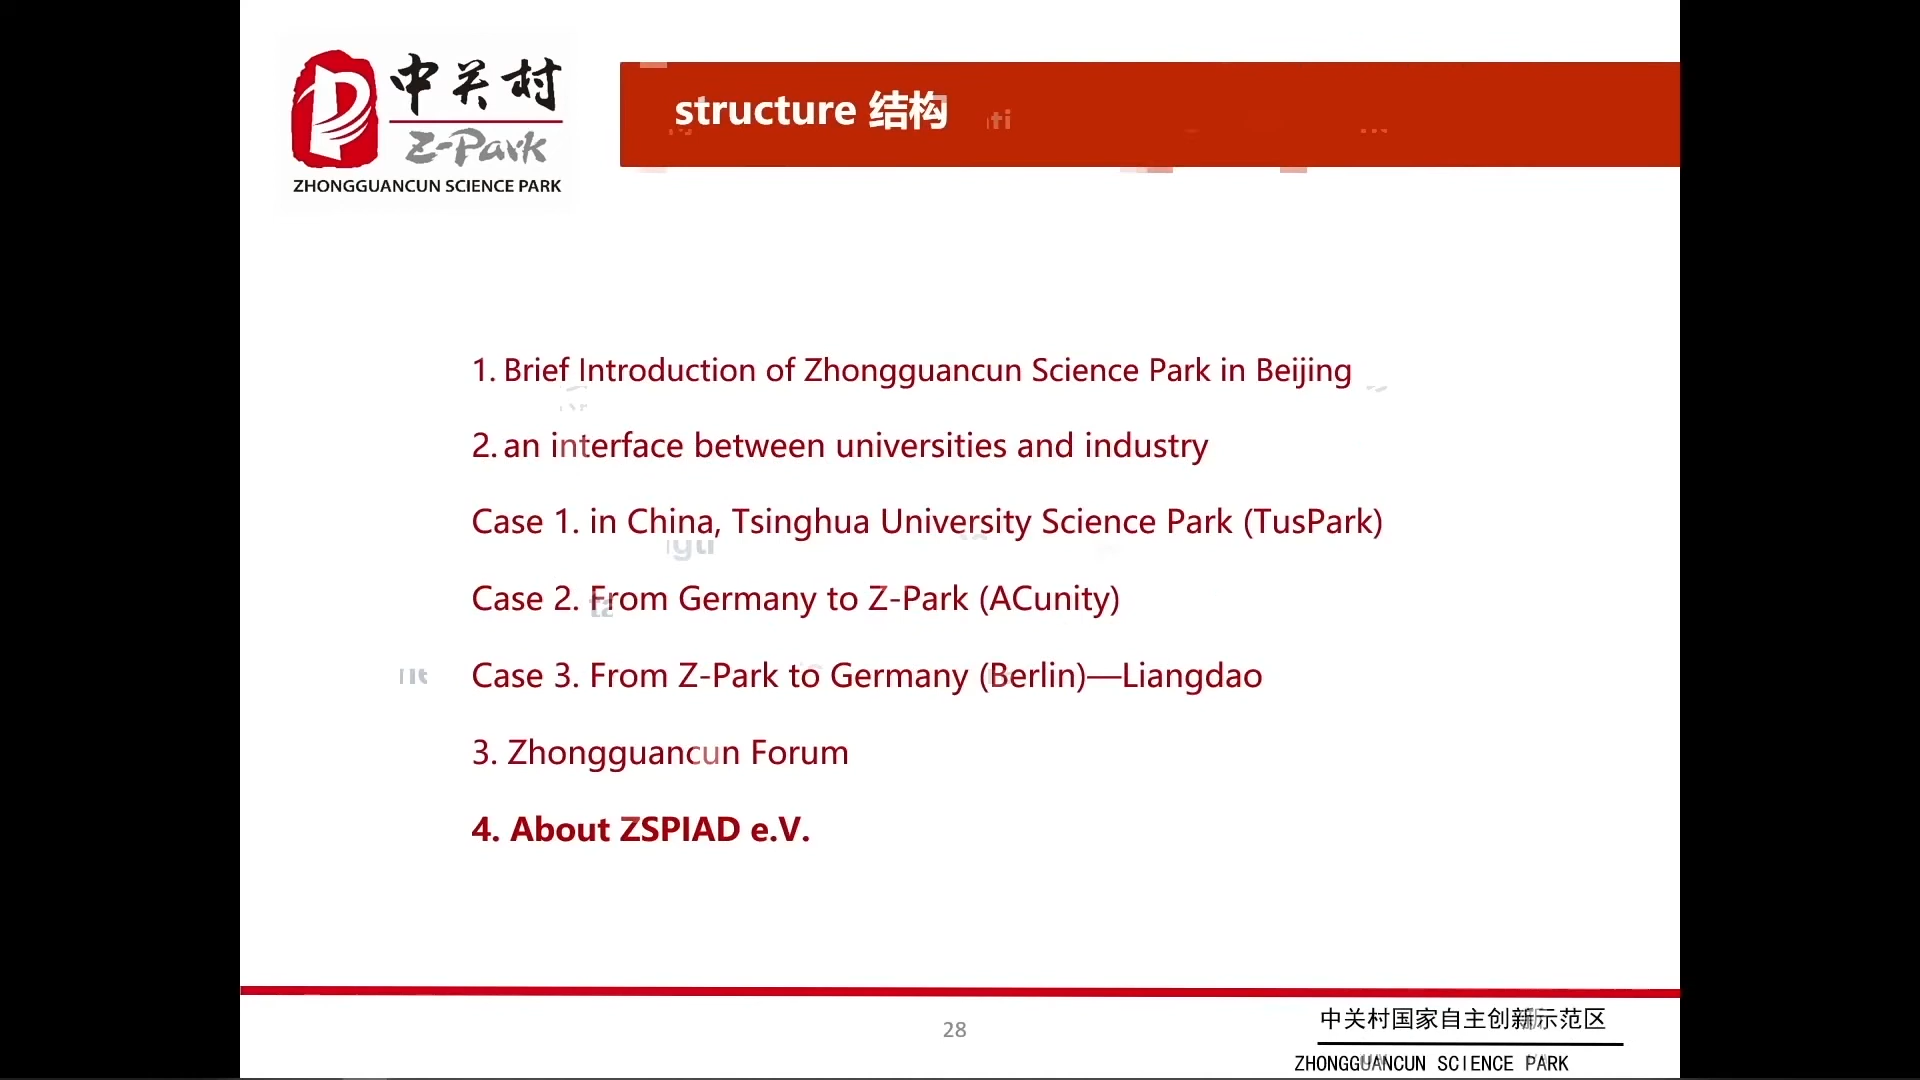 中关村
Z-Park
ZHONGGUANCUN SCIENCE PARK
structure 结构
1. Brief Introduction of Zhongguancun Science Park in Beijing
2. an interface between universities and industry
Case 1. in China, Tsinghua University Science Park (TusPark)
Case 2. From Germany to Z-Park (ACunity)
Case 3. From Z-Park to Germany (Berlin)—Liangdao
3. Zhongguancun Forum
4. About ZSPIAD e.V.
28
中关村国家自主创新示范区
ZHONGGUANCUN SCIENCE PARK